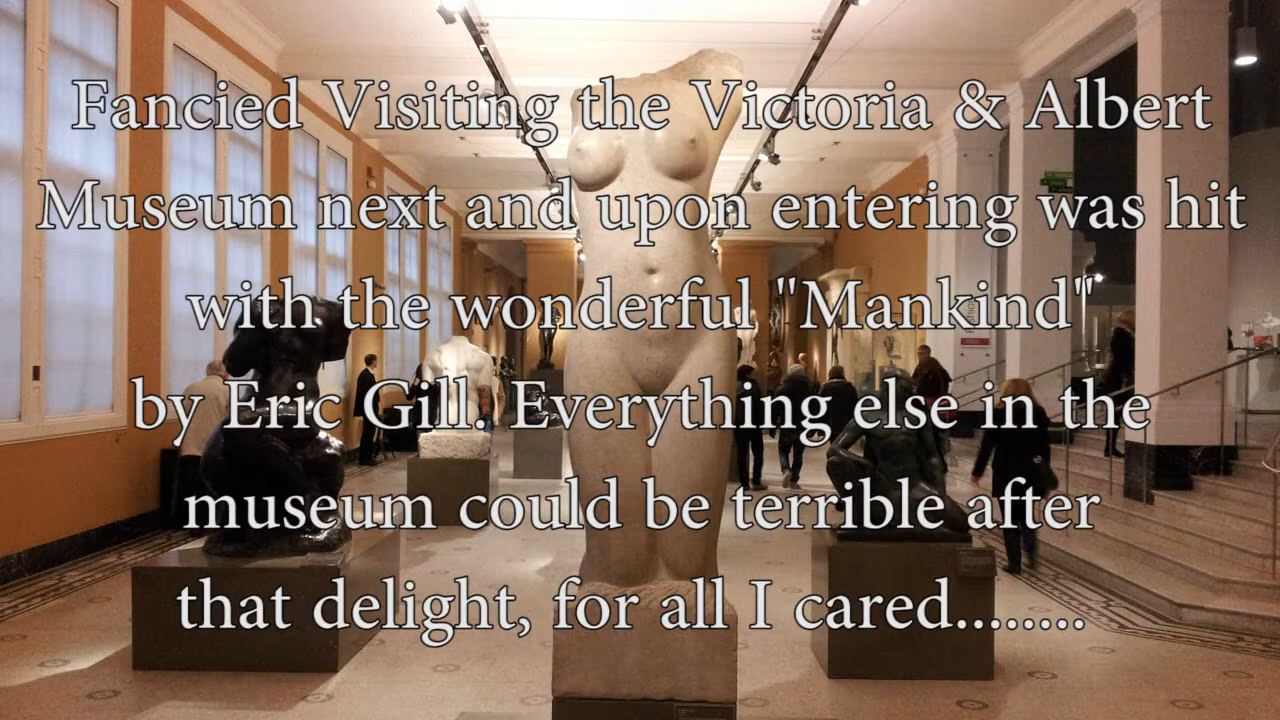 Fancied Visiting the Victoria & Albert
Museum next and upon entering was hit
with the wonderful "Mankind"
by Eric Gill. Everything else in the
museum could be terrible after
that delight, for all I cared........